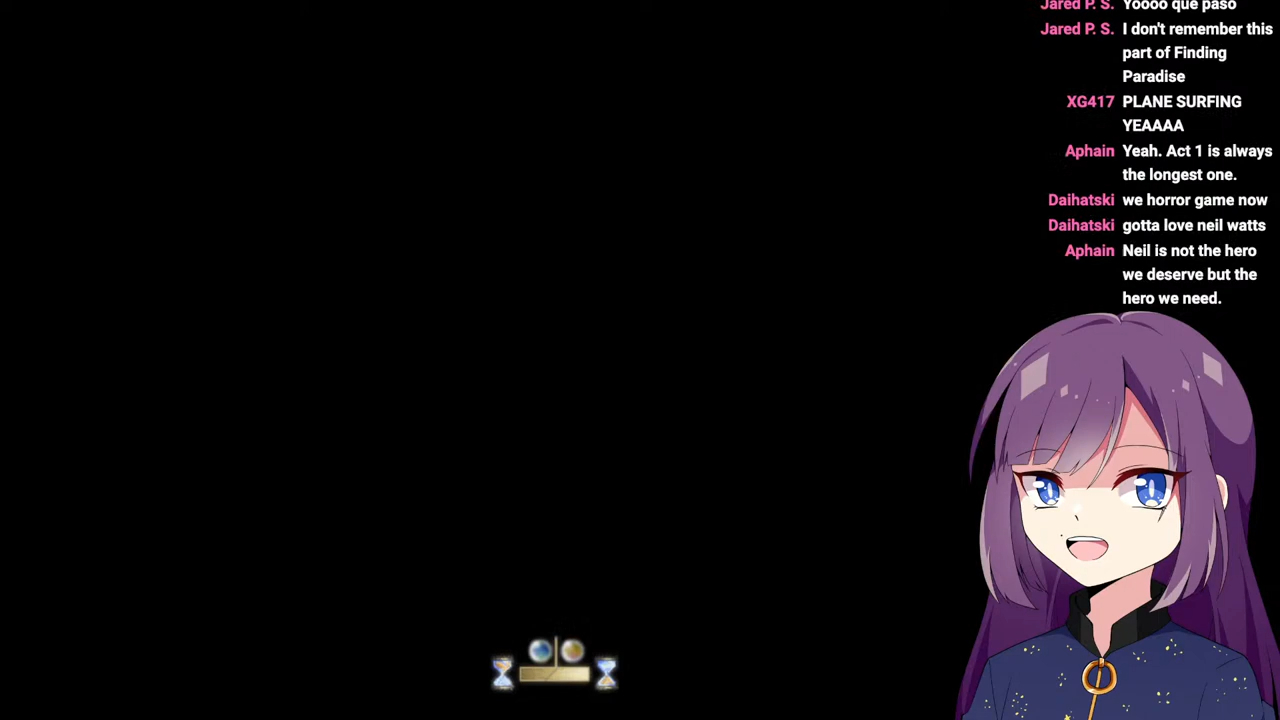 Jared P. S. Yoooo que paso
Jared P. S. I don't remember this
part of Finding
Paradise
XG417 PLANE SURFING
YEAAAA
Aphain Yeah. Act 1 is always
the longest one.
Daihatski we horror game now
Daihatski gotta love neil watts
Aphain Neil is not the hero
we deserve but the
hero we need.